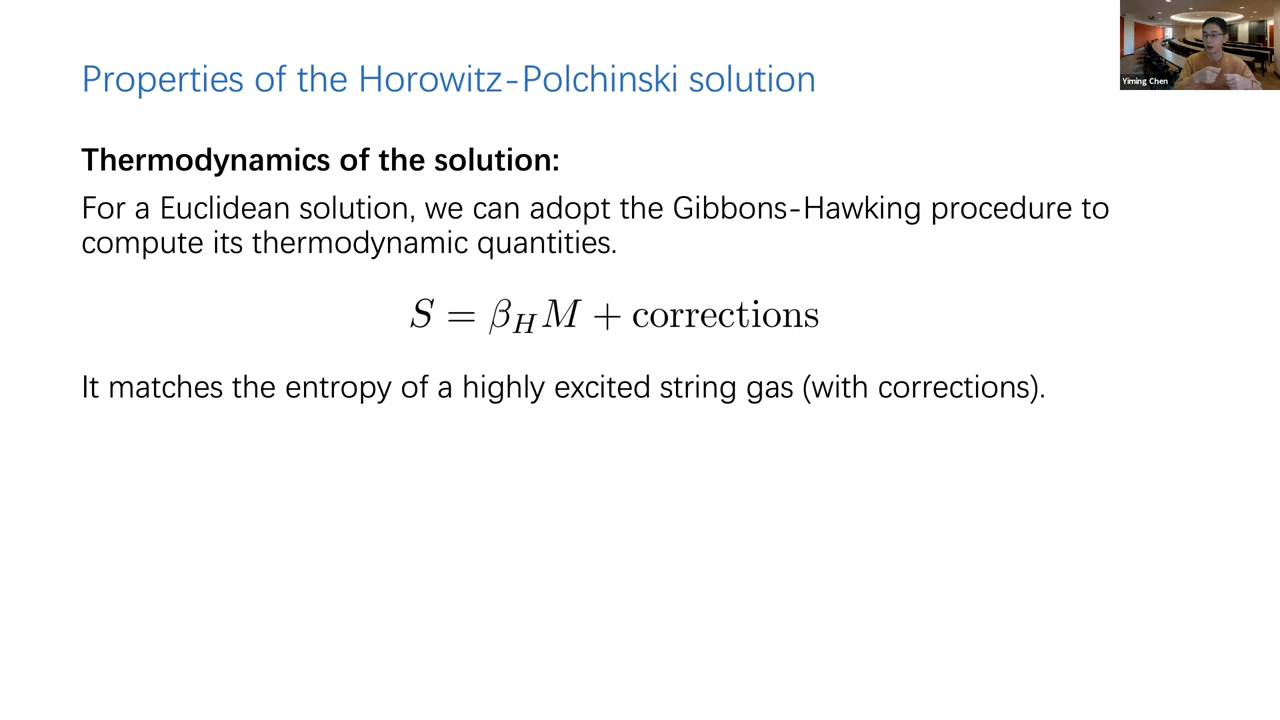 Properties of the Horowitz-Polchinski solution
Yiming Chen
Thermodynamics of the solution:
For a Euclidean solution, we can adopt the Gibbons-Hawking procedure to
compute its thermodynamic quantities.
$S = \beta_H M + \text{corrections}$
It matches the entropy of a highly excited string gas (with corrections).